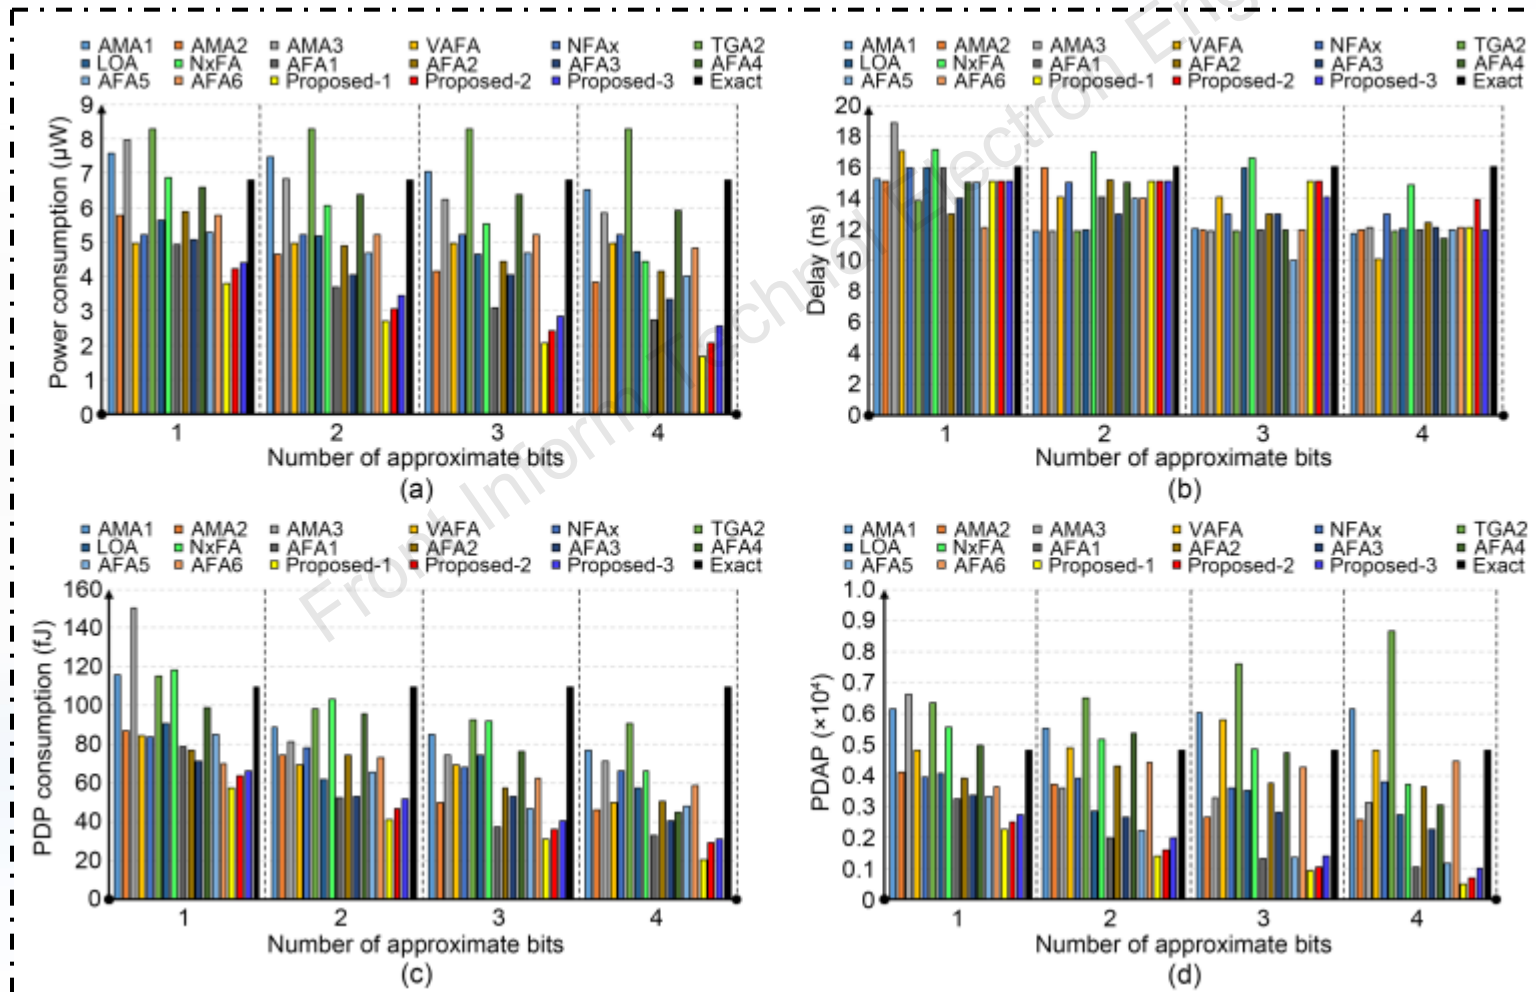 AMA1 AMA2 AMA3 VAFA NFAx TGA2
LOA NxFA AFA1 AFA2 AFA3 AFA4
AFA5 AFA6 Proposed-1 Proposed-2 Proposed-3 Exact
9
8
7
6
5
4
3
2
1
0
Power consumption (µW)
1 2 3 4
Number of approximate bits
(a)
AMA1 AMA2 AMA3 VAFA NFAx TGA2
LOA NxFA AFA1 AFA2 AFA3 AFA4
AFA5 AFA6 Proposed-1 Proposed-2 Proposed-3 Exact
20
18
16
14
12
10
8
6
4
2
0
Delay (ns)
1 2 3 4
Number of approximate bits
(b)
AMA1 AMA2 AMA3 VAFA NFAx TGA2
LOA NxFA AFA1 AFA2 AFA3 AFA4
AFA5 AFA6 Proposed-1 Proposed-2 Proposed-3 Exact
160
140
120
100
80
60
40
20
0
PDP consumption (fJ)
1 2 3 4
Number of approximate bits
(c)
AMA1 AMA2 AMA3 VAFA NFAx TGA2
LOA NxFA AFA1 AFA2 AFA3 AFA4
AFA5 AFA6 Proposed-1 Proposed-2 Proposed-3 Exact
1.0
0.9
0.8
0.7
0.6
0.5
0.4
0.3
0.2
0.1
0
PDAP (×10⁴)
1 2 3 4
Number of approximate bits
(d)
Front Inform Technol Electron Eng